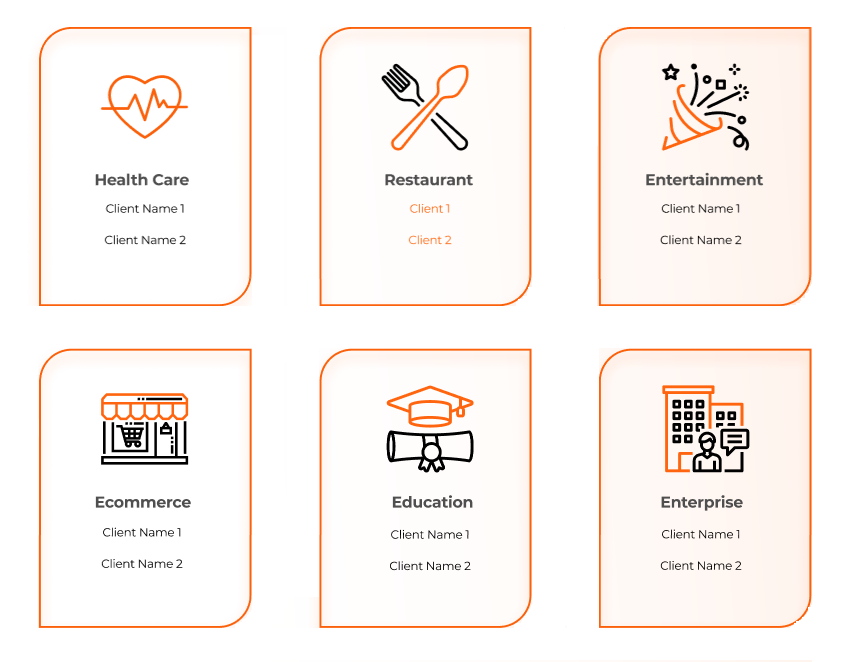 Health Care
Client Name 1
Client Name 2
Restaurant
Client 1
Client 2
Entertainment
Client Name 1
Client Name 2
Ecommerce
Client Name 1
Client Name 2
Education
Client Name 1
Client Name 2
Enterprise
Client Name 1
Client Name 2